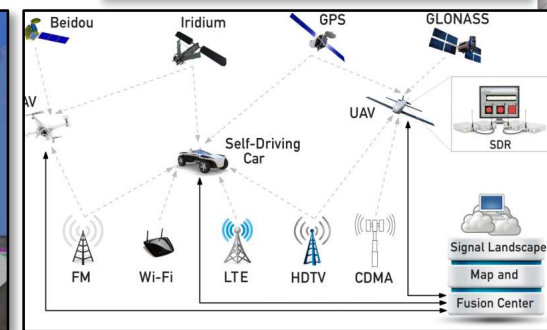 Beidou
Iridium
GPS
GLONASS
AV
UAV
SDR
Self-Driving
Car
FM
Wi-Fi
LTE
HDTV
CDMA
Signal Landscape
Map and
Fusion Center